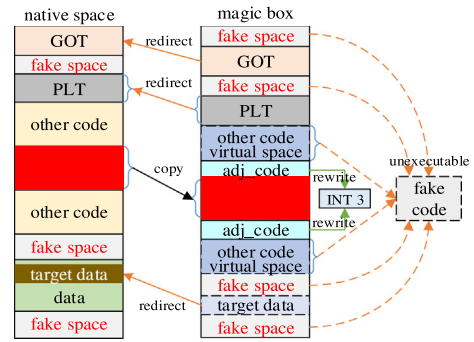 native space
magic box
GOT
fake space
PLT
other code
other code
fake space
target data
data
fake space
redirect
redirect
copy
redirect
fake space
GOT
fake space
PLT
other code
virtual space
adj_code
adj_code
other code
virtual space
fake space
target data
fake space
rewrite
INT 3
rewrite
unexecutable
fake
code